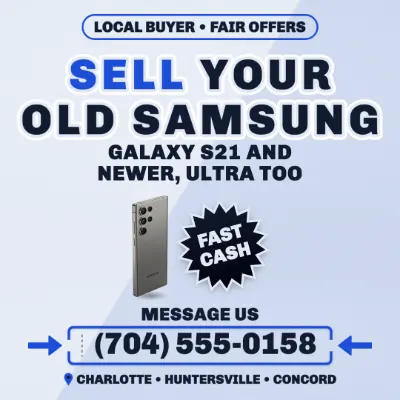 LOCAL BUYER • FAIR OFFERS
SELL YOUR
OLD SAMSUNG
GALAXY S21 AND
NEWER, ULTRA TOO
FAST
CASH
MESSAGE US
(704) 555-0158
CHARLOTTE • HUNTERSVILLE • CONCORD